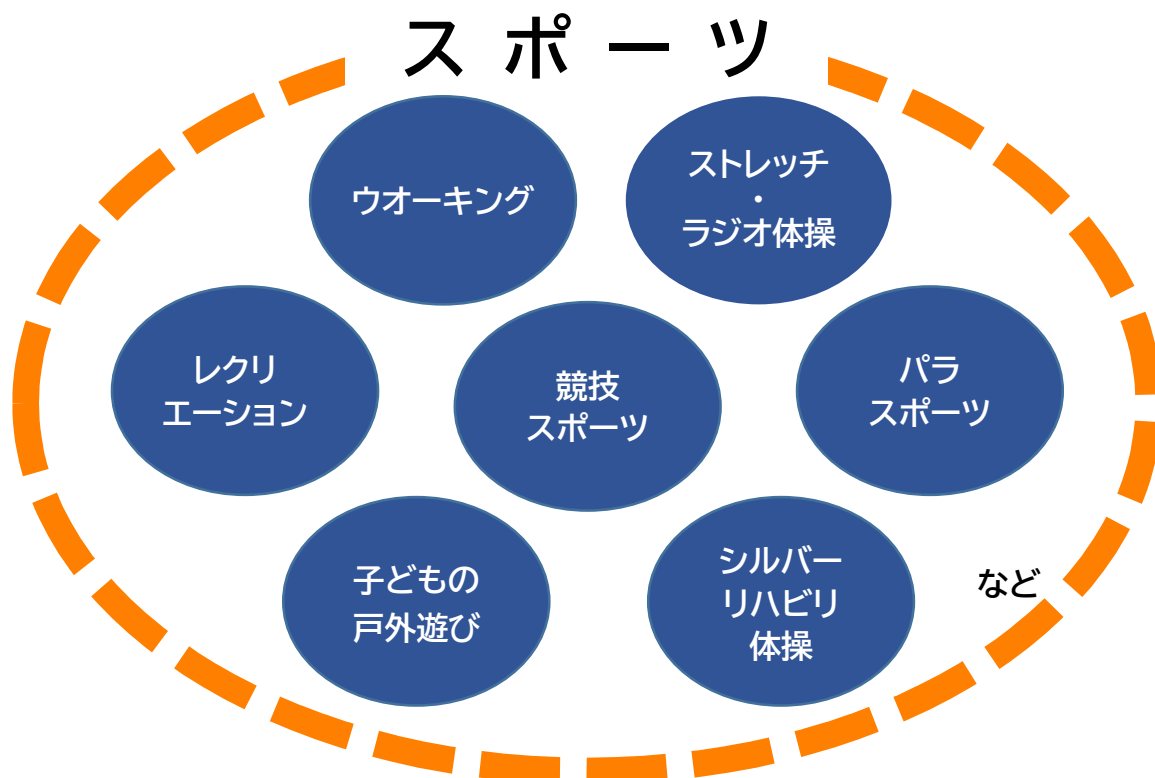 スポーツ
ウオーキング
ストレッチ
・
ラジオ体操
レクリ
エーション
競技
スポーツ
パラ
スポーツ
子どもの
戸外遊び
シルバー
リハビリ
体操
など